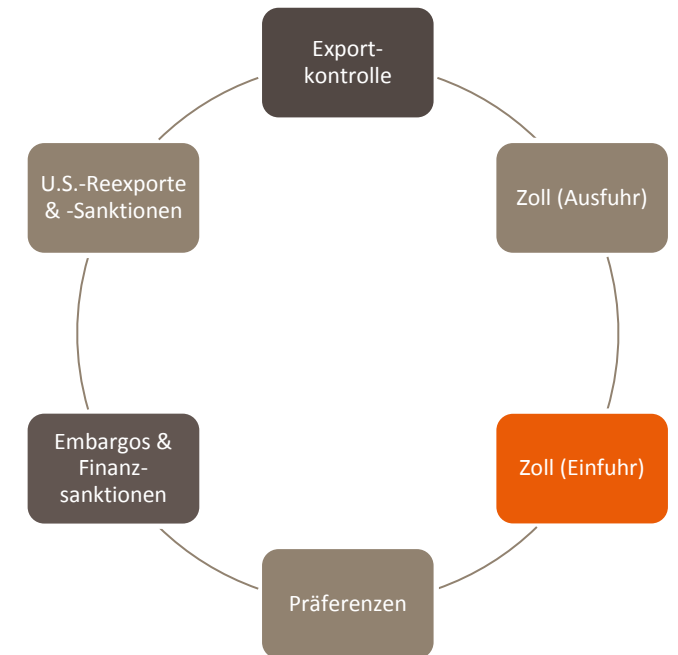 Export-
kontrolle
U.S.-Reexporte
& -Sanktionen
Zoll (Ausfuhr)
Embargos &
Finanz-
sanktionen
Zoll (Einfuhr)
Präferenzen